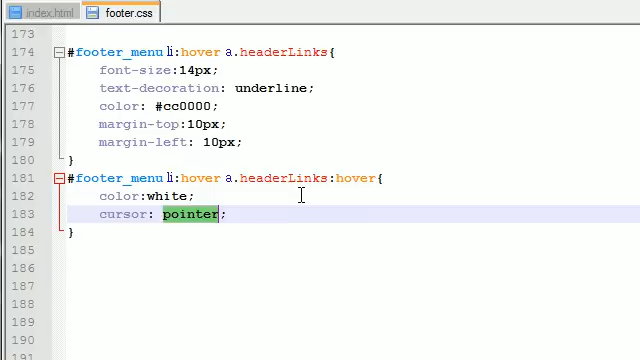 index.html footer.css
173
174 #footer_menu li:hover a.headerLinks{
175 font-size:14px;
176 text-decoration: underline;
177 color: #cc0000;
178 margin-top:10px;
179 margin-left: 10px;
180 }
181 #footer_menu li:hover a.headerLinks:hover{
182 color:white;
183 cursor: pointer;
184 }
185
186
187
188
189
190
191